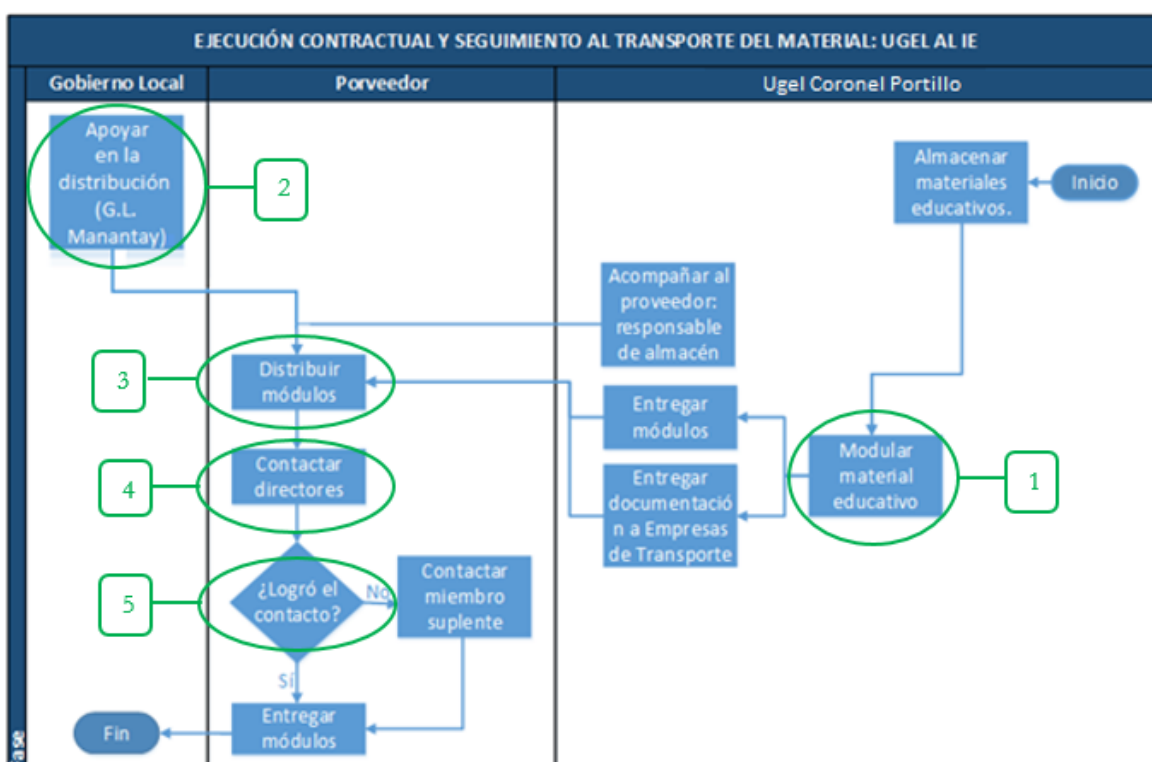 EJECUCIÓN CONTRACTUAL Y SEGUIMIENTO AL TRANSPORTE DEL MATERIAL: UGEL AL IE
Gobierno Local
Porveedor
Ugel Coronel Portillo
Apoyar
en la
distribución
(G.L.
Manantay)
2
Almacenar
materiales
educativos.
Inicio
Acompañar al
proveedor:
responsable
de almacén
3
Distribuir
módulos
Entregar
módulos
Modular
material
educativo
1
4
Contactar
directores
Entregar
documentació
n a Empresas
de Transporte
5
¿Logró el
contacto?
No
Contactar
miembro
suplente
Sí
Entregar
módulos
Fin
ase